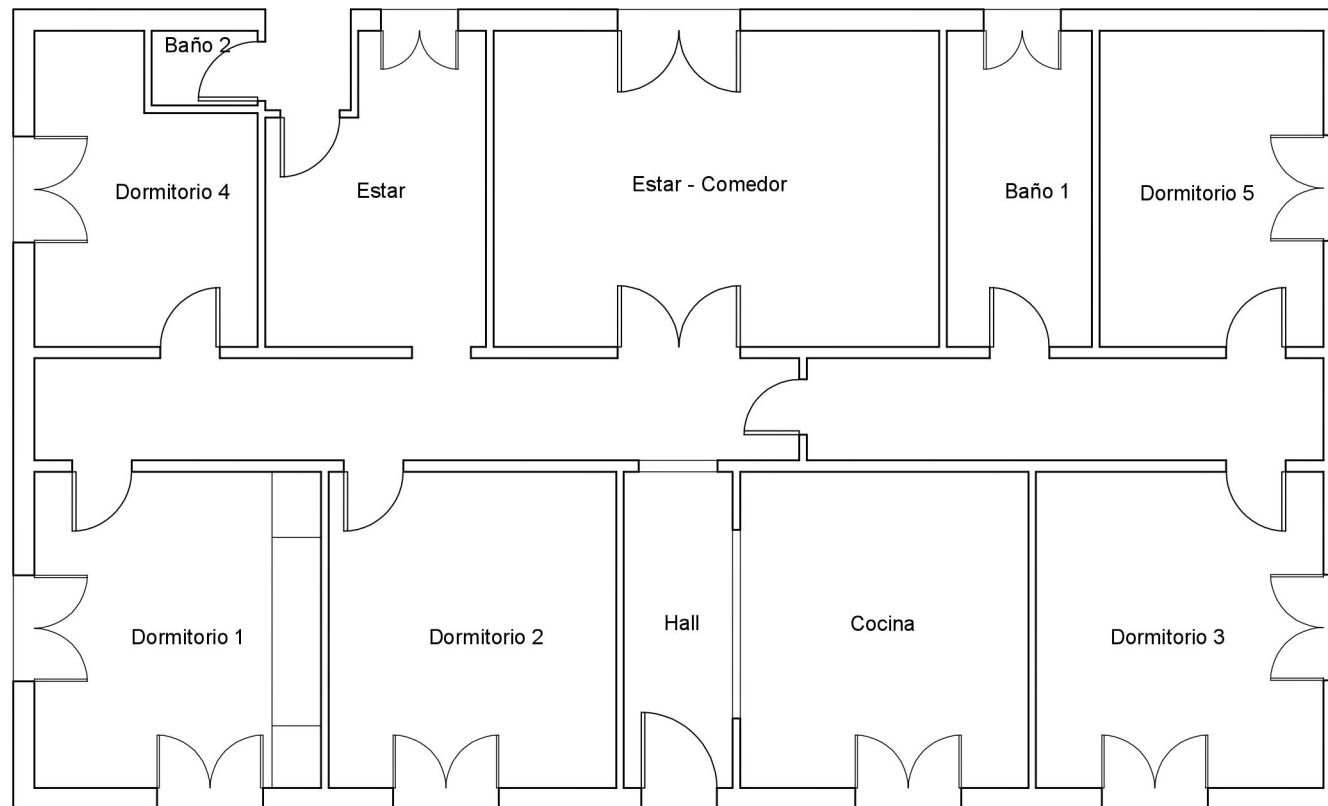 Baño 2
Dormitorio 4
Estar
Estar - Comedor
Baño 1
Dormitorio 5
Dormitorio 1
Dormitorio 2
Hall
Cocina
Dormitorio 3